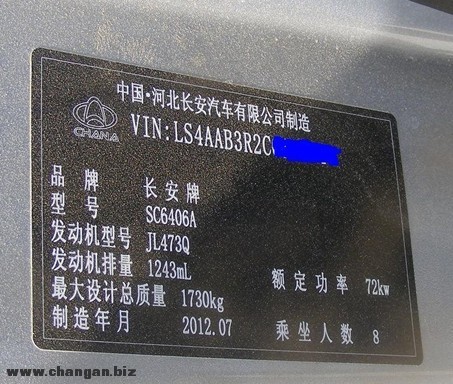 中国·河北长安汽车有限公司制造
CHANA
VIN:LS4AAB3R2C
品牌 长安牌
型号 SC6406A
发动机型号 JL473Q
发动机排量 1243mL 额定功率 72kw
最大设计总质量 1730kg
制造年月 2012.07 乘坐人数 8
www.changan.biz